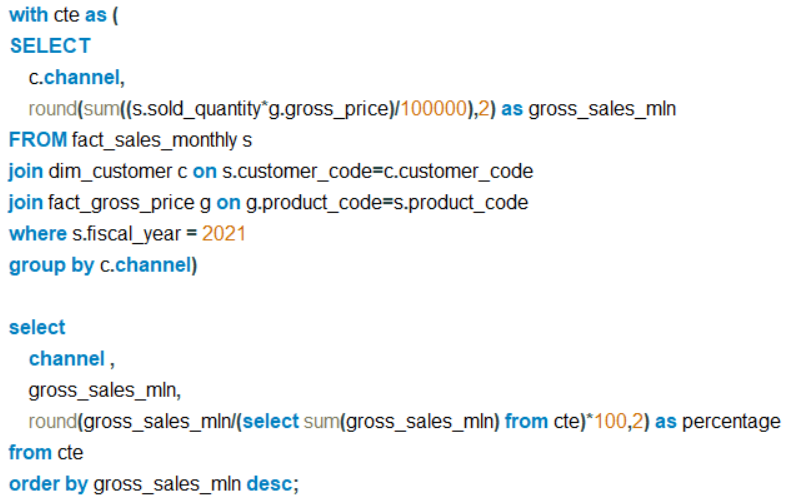 with cte as (
SELECT
c.channel,
round(sum((s.sold_quantity*g.gross_price)/100000),2) as gross_sales_mln
FROM fact_sales_monthly s
join dim_customer c on s.customer_code=c.customer_code
join fact_gross_price g on g.product_code=s.product_code
where s.fiscal_year = 2021
group by c.channel)
select
channel ,
gross_sales_mln,
round(gross_sales_mln/(select sum(gross_sales_mln) from cte)*100,2) as percentage
from cte
order by gross_sales_mln desc;